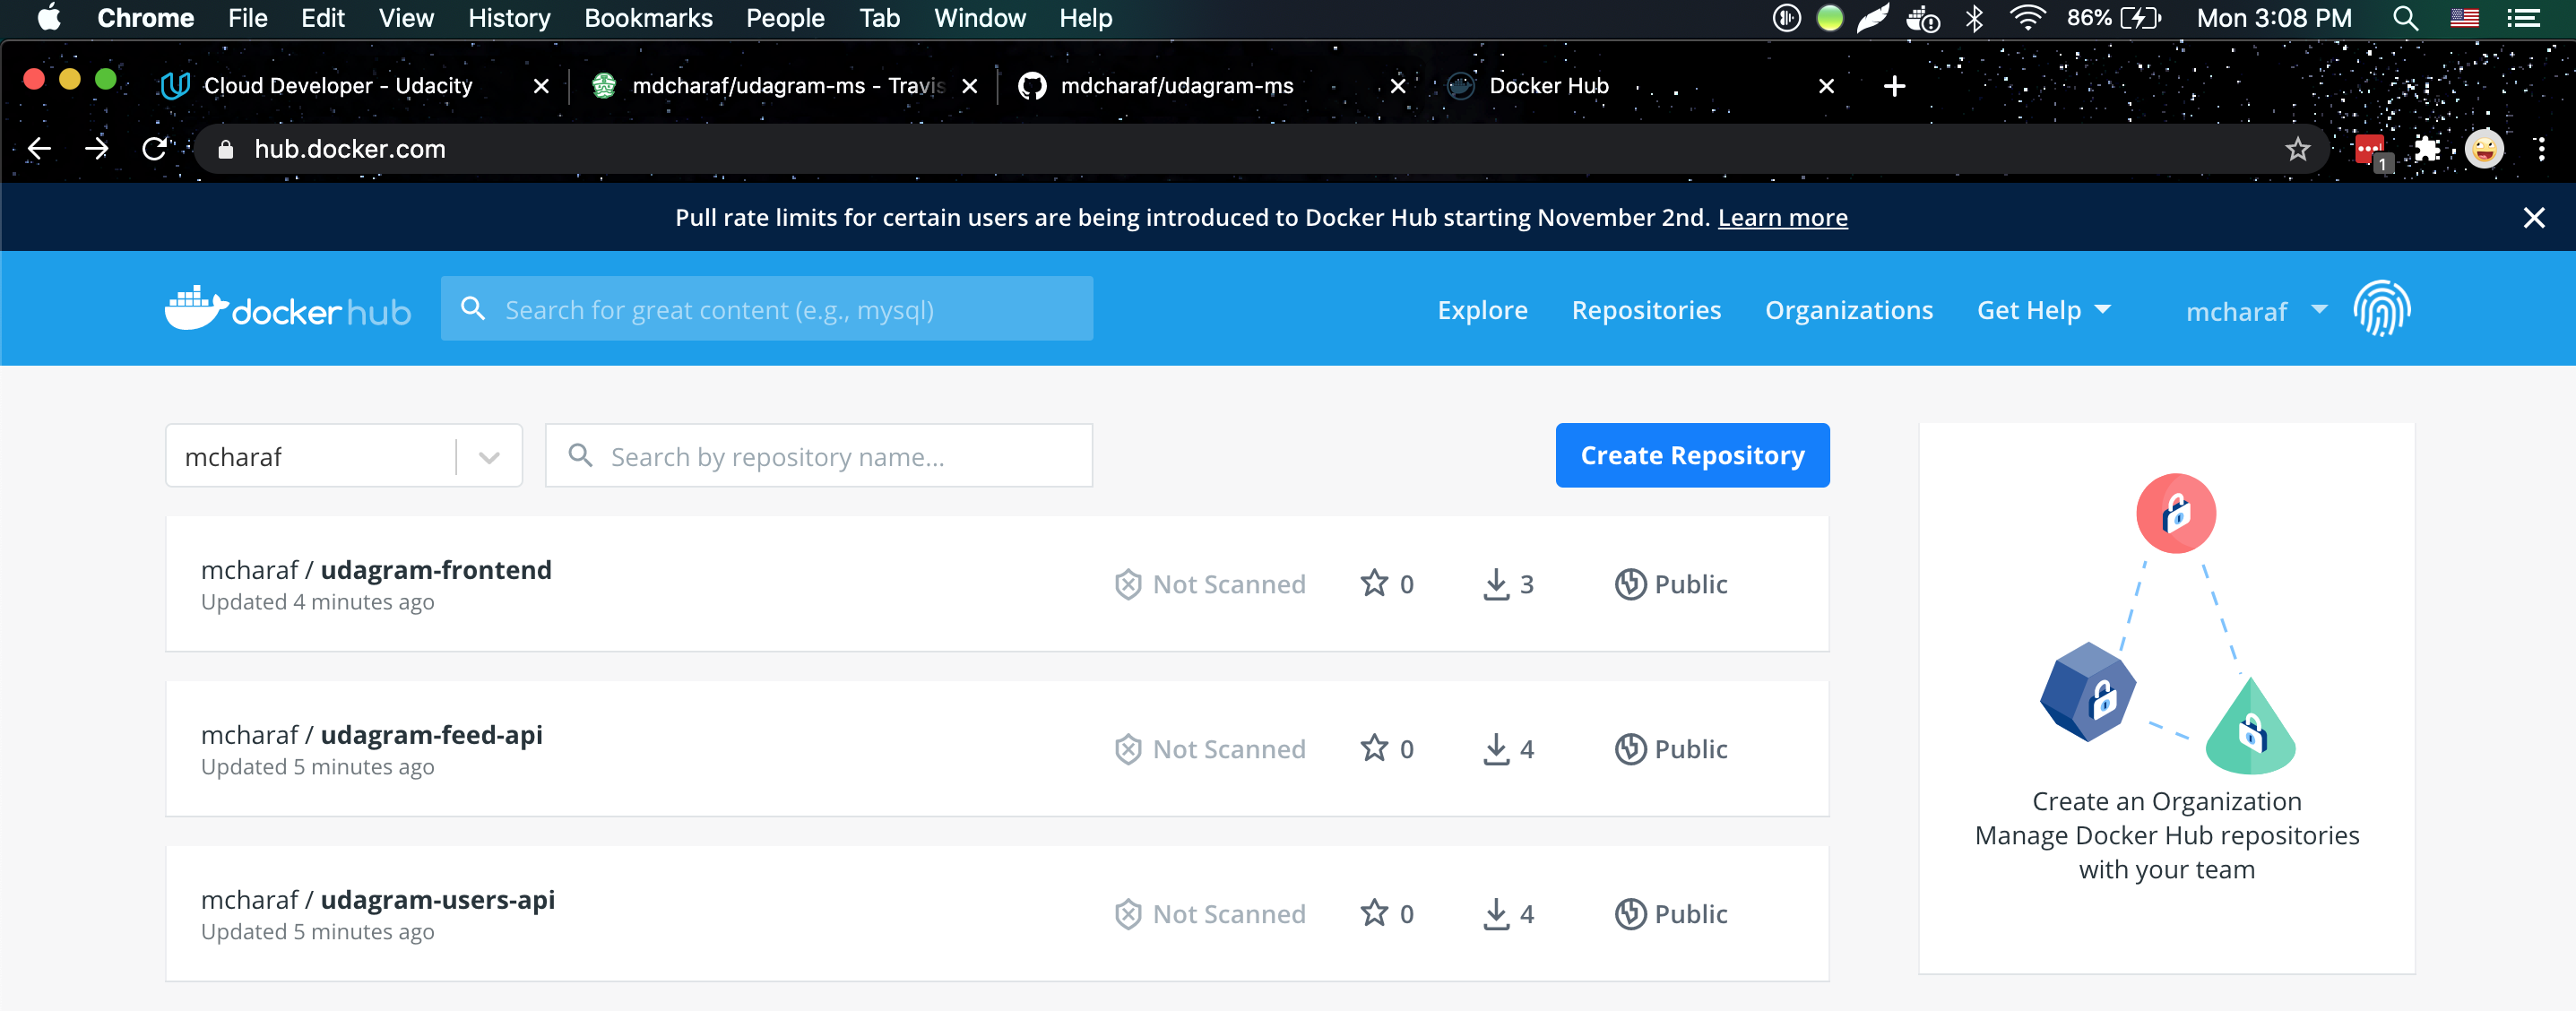 Chrome File Edit View History Bookmarks People Tab Window Help 86% Mon 3:08 PM
Cloud Developer - Udacity mdcharaf/udagram-ms - Travis mdcharaf/udagram-ms Docker Hub
hub.docker.com 1
Pull rate limits for certain users are being introduced to Docker Hub starting November 2nd. Learn more
docker hub Search for great content (e.g., mysql) Explore Repositories Organizations Get Help mcharaf
mcharaf Search by repository name... Create Repository
mcharaf / udagram-frontend
Updated 4 minutes ago
Not Scanned 0 3 Public
mcharaf / udagram-feed-api
Updated 5 minutes ago
Not Scanned 0 4 Public
mcharaf / udagram-users-api
Updated 5 minutes ago
Not Scanned 0 4 Public
Create an Organization
Manage Docker Hub repositories
with your team